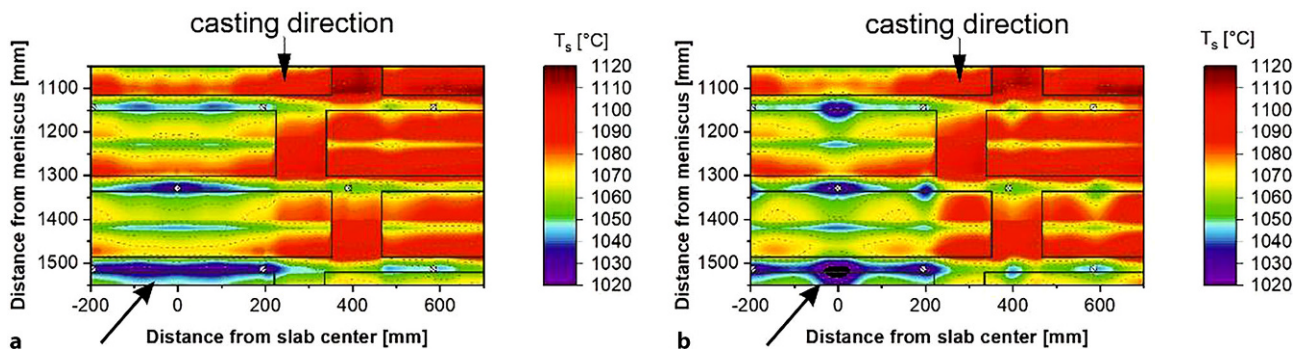 casting direction
Distance from meniscus [mm]
1100
1200
1300
1400
1500
-200 0 200 400 600
Distance from slab center [mm]
Ts [°C]
1120
1100
1090
1080
1070
1060
1050
1040
1030
1020
a
casting direction
Distance from meniscus [mm]
1100
1200
1300
1400
1500
-200 0 200 400 600
Distance from slab center [mm]
Ts [°C]
1120
1100
1090
1080
1070
1060
1050
1040
1030
1020
b